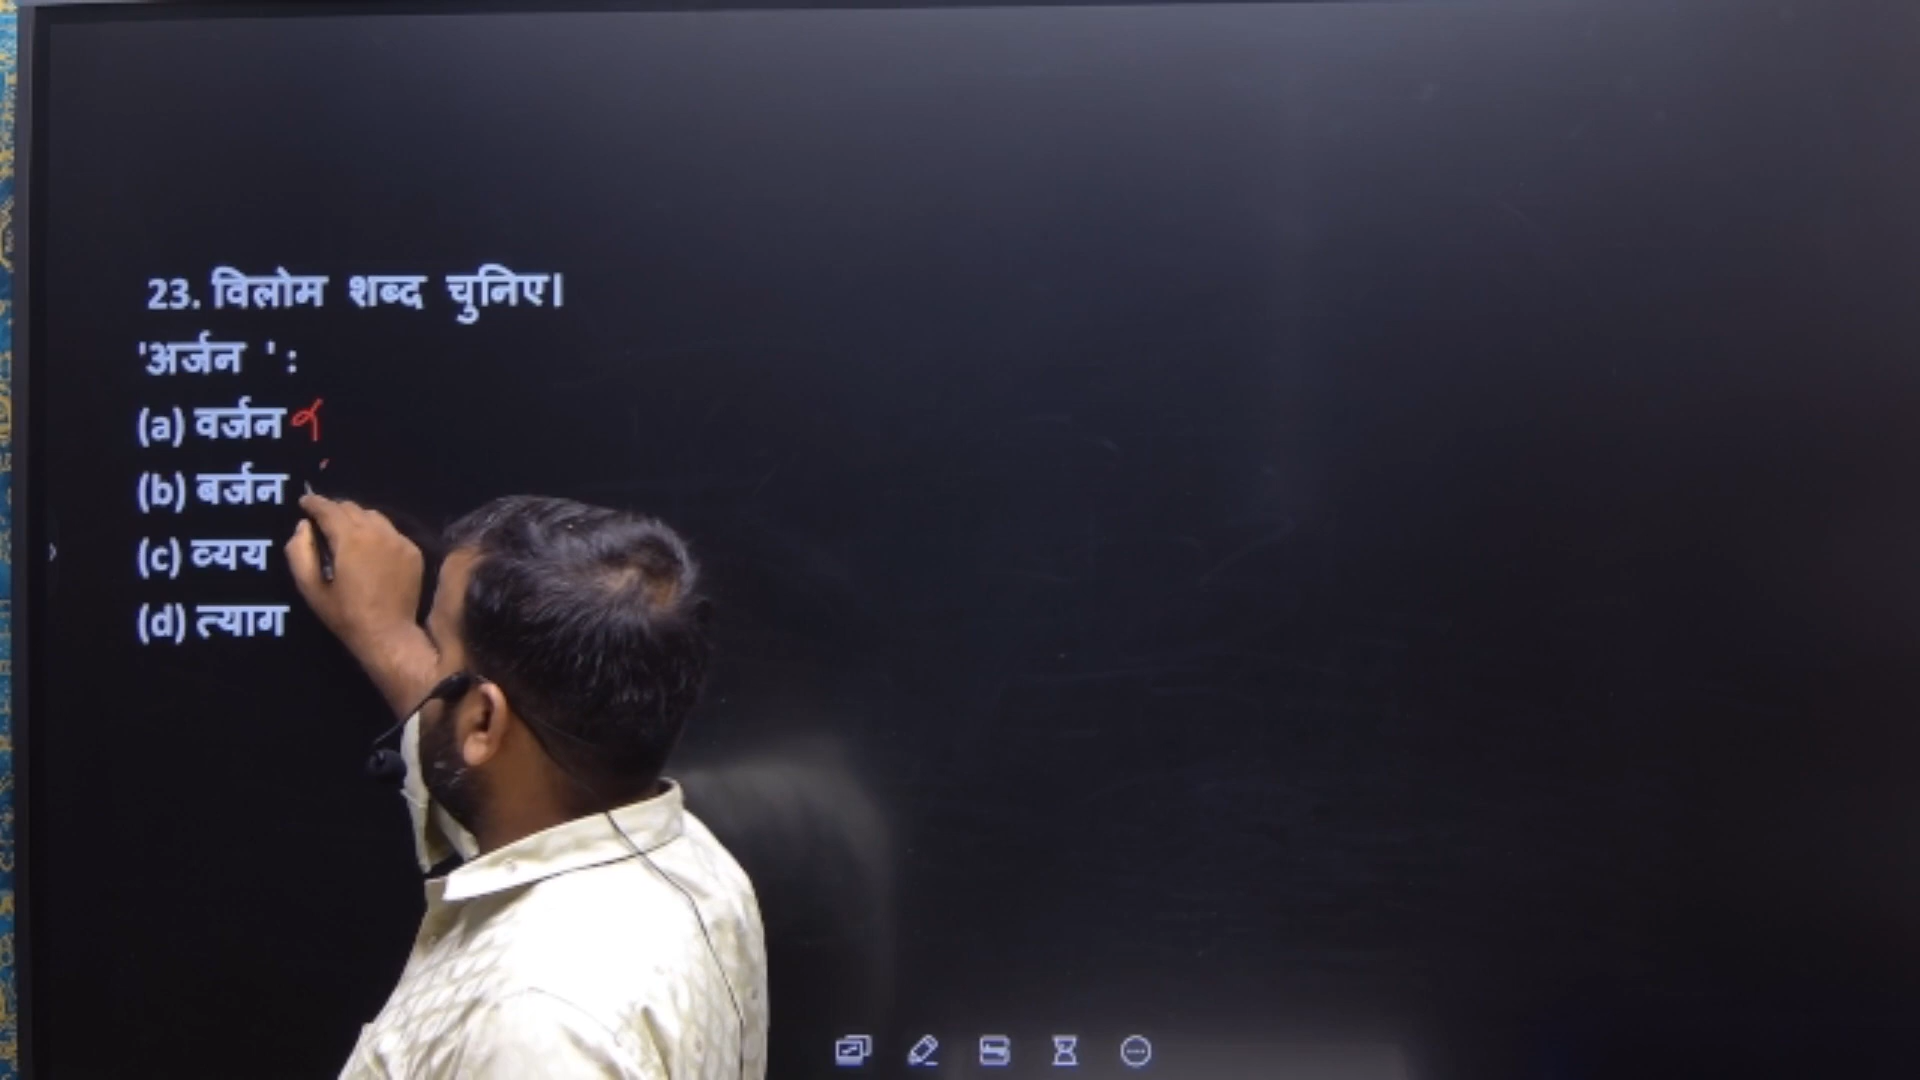 23. विलोम शब्द चुनिए।
'अर्जन ' :
(a) वर्जन
(b) बर्जन
(c) व्यय
(d) त्याग